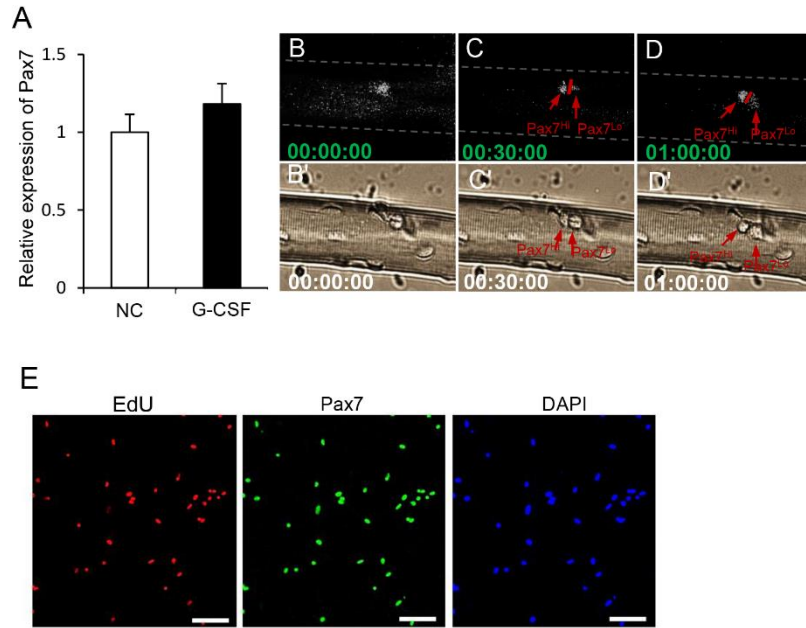 A
Relative expression of Pax7
1.5
1
0.5
0
NC
G-CSF
B
00:00:00
C
Pax7Hi
Pax7Lo
00:30:00
D
Pax7Hi
Pax7Lo
01:00:00
B'
00:00:00
C'
Pax7Hi
Pax7Lo
00:30:00
D'
Pax7Hi
Pax7Lo
01:00:00
E
EdU
Pax7
DAPI